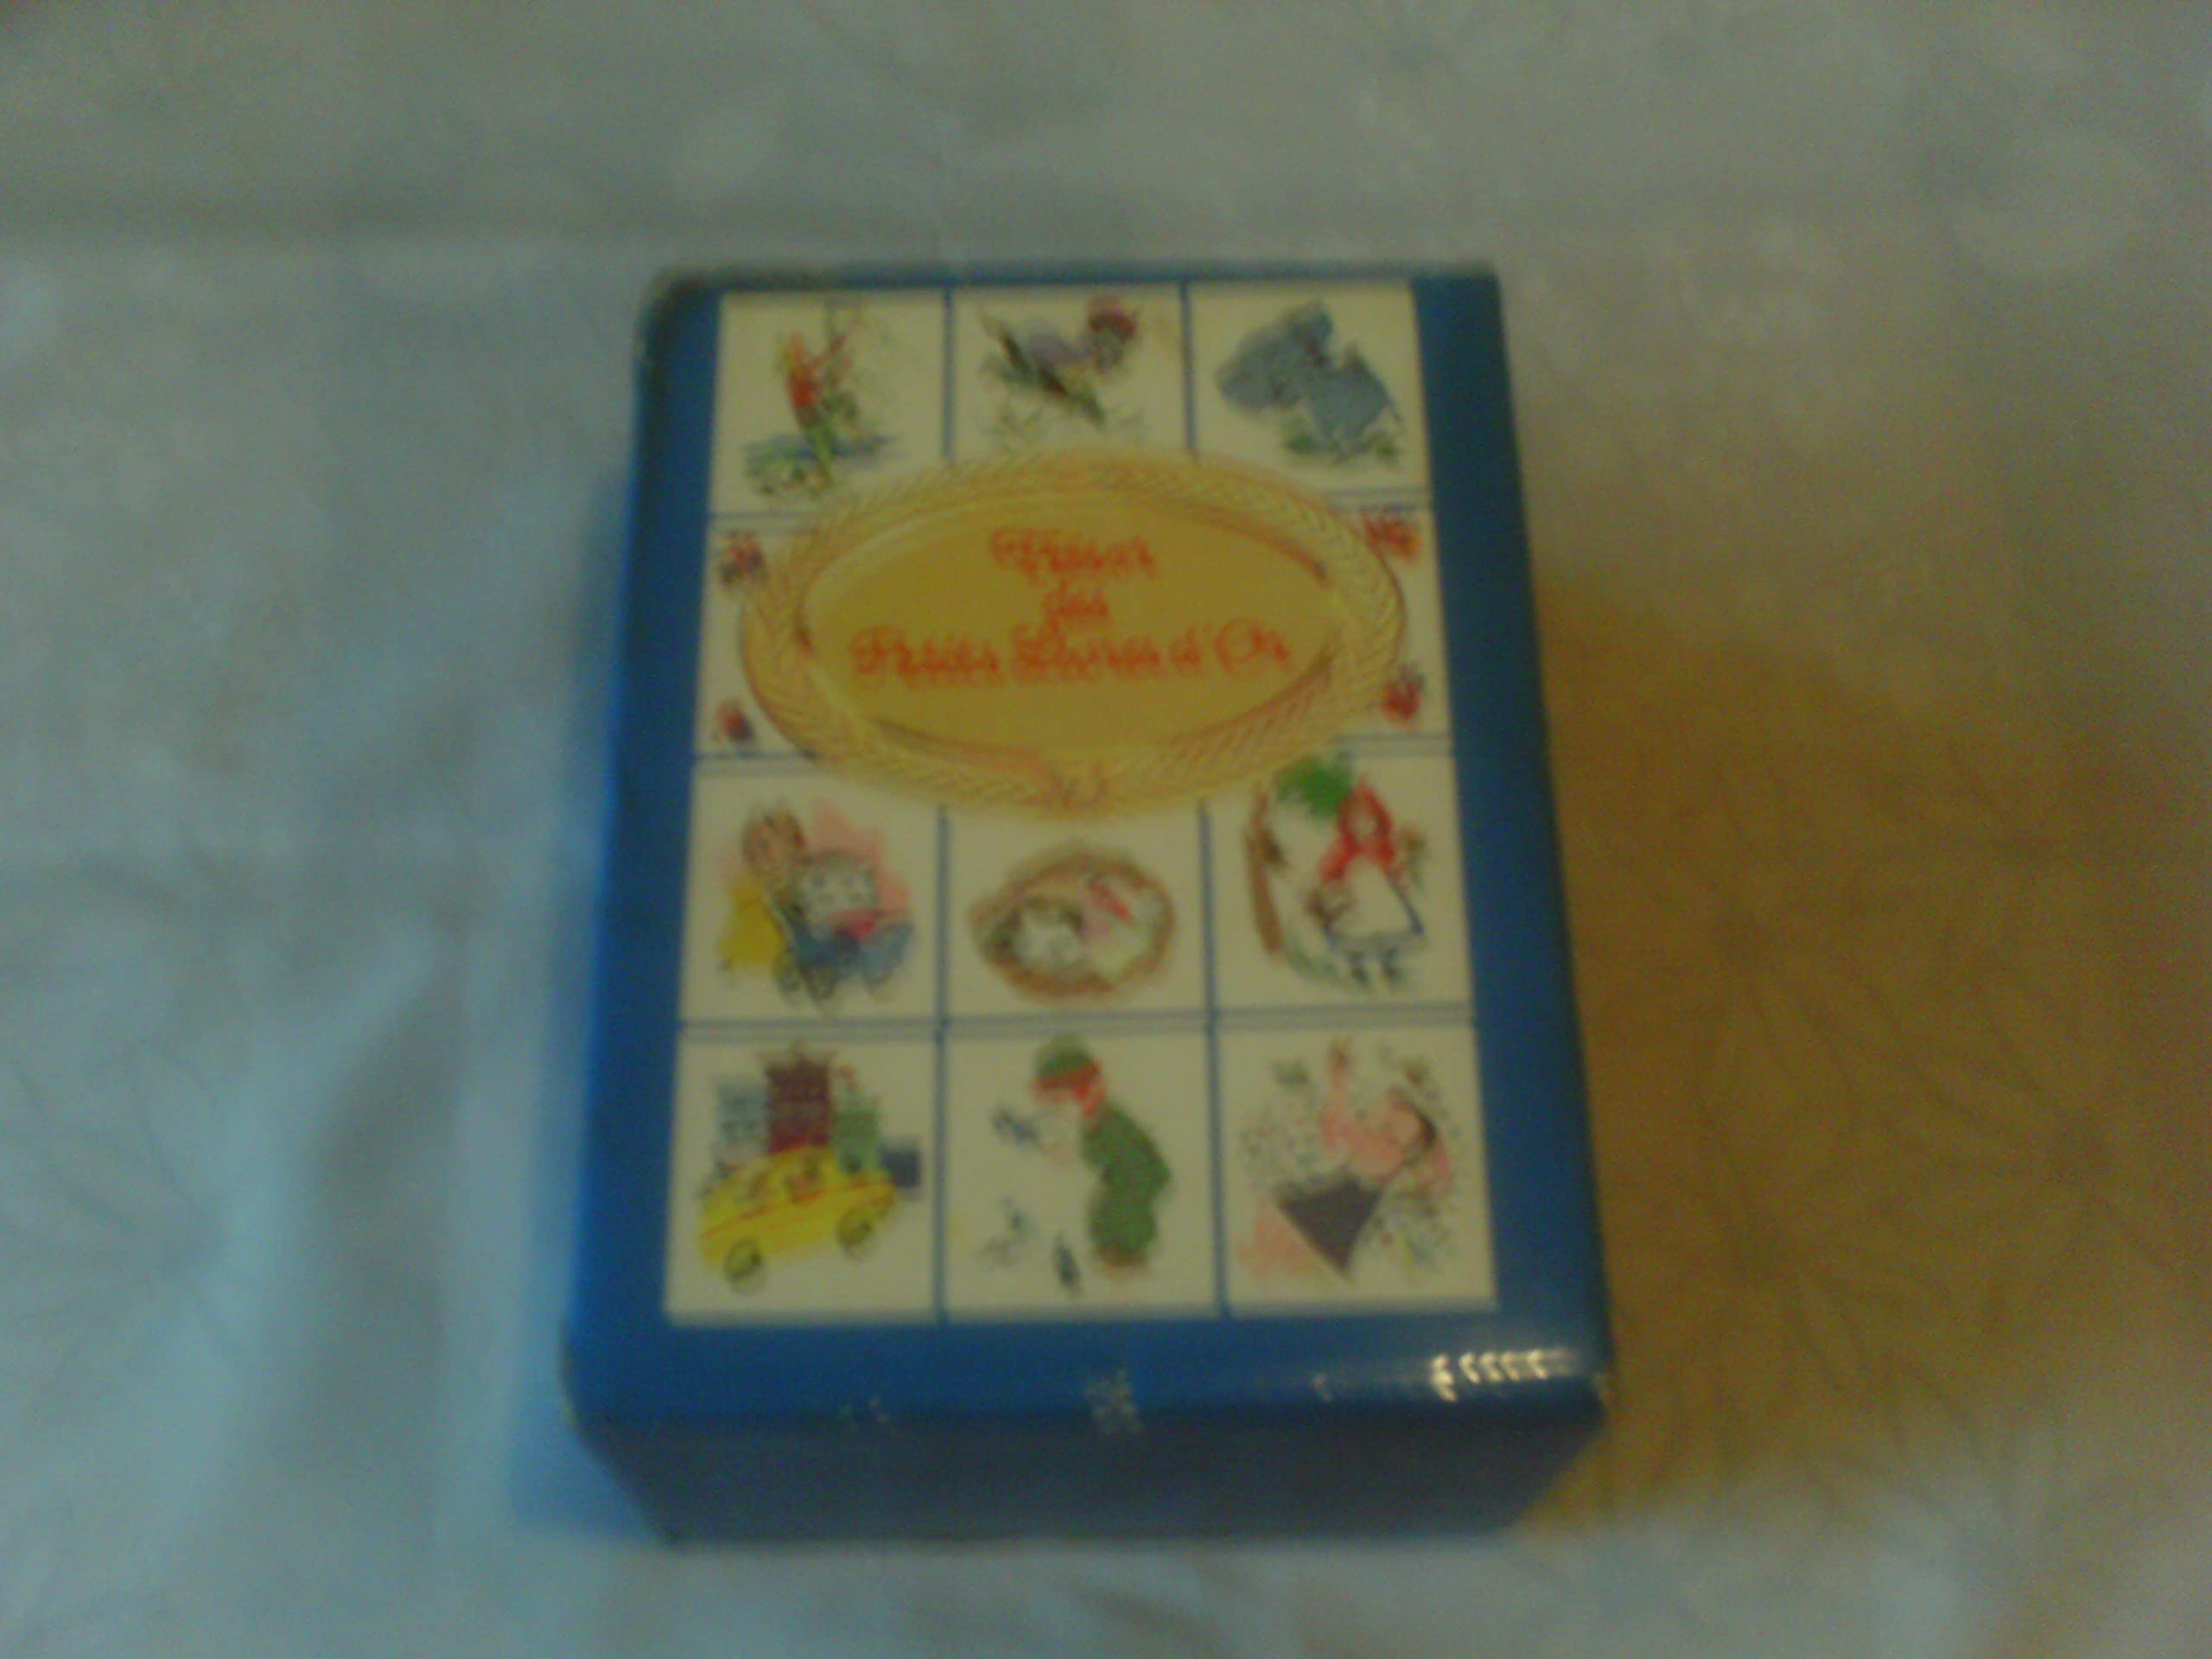 Trésor
des
Petits Livres d'Or